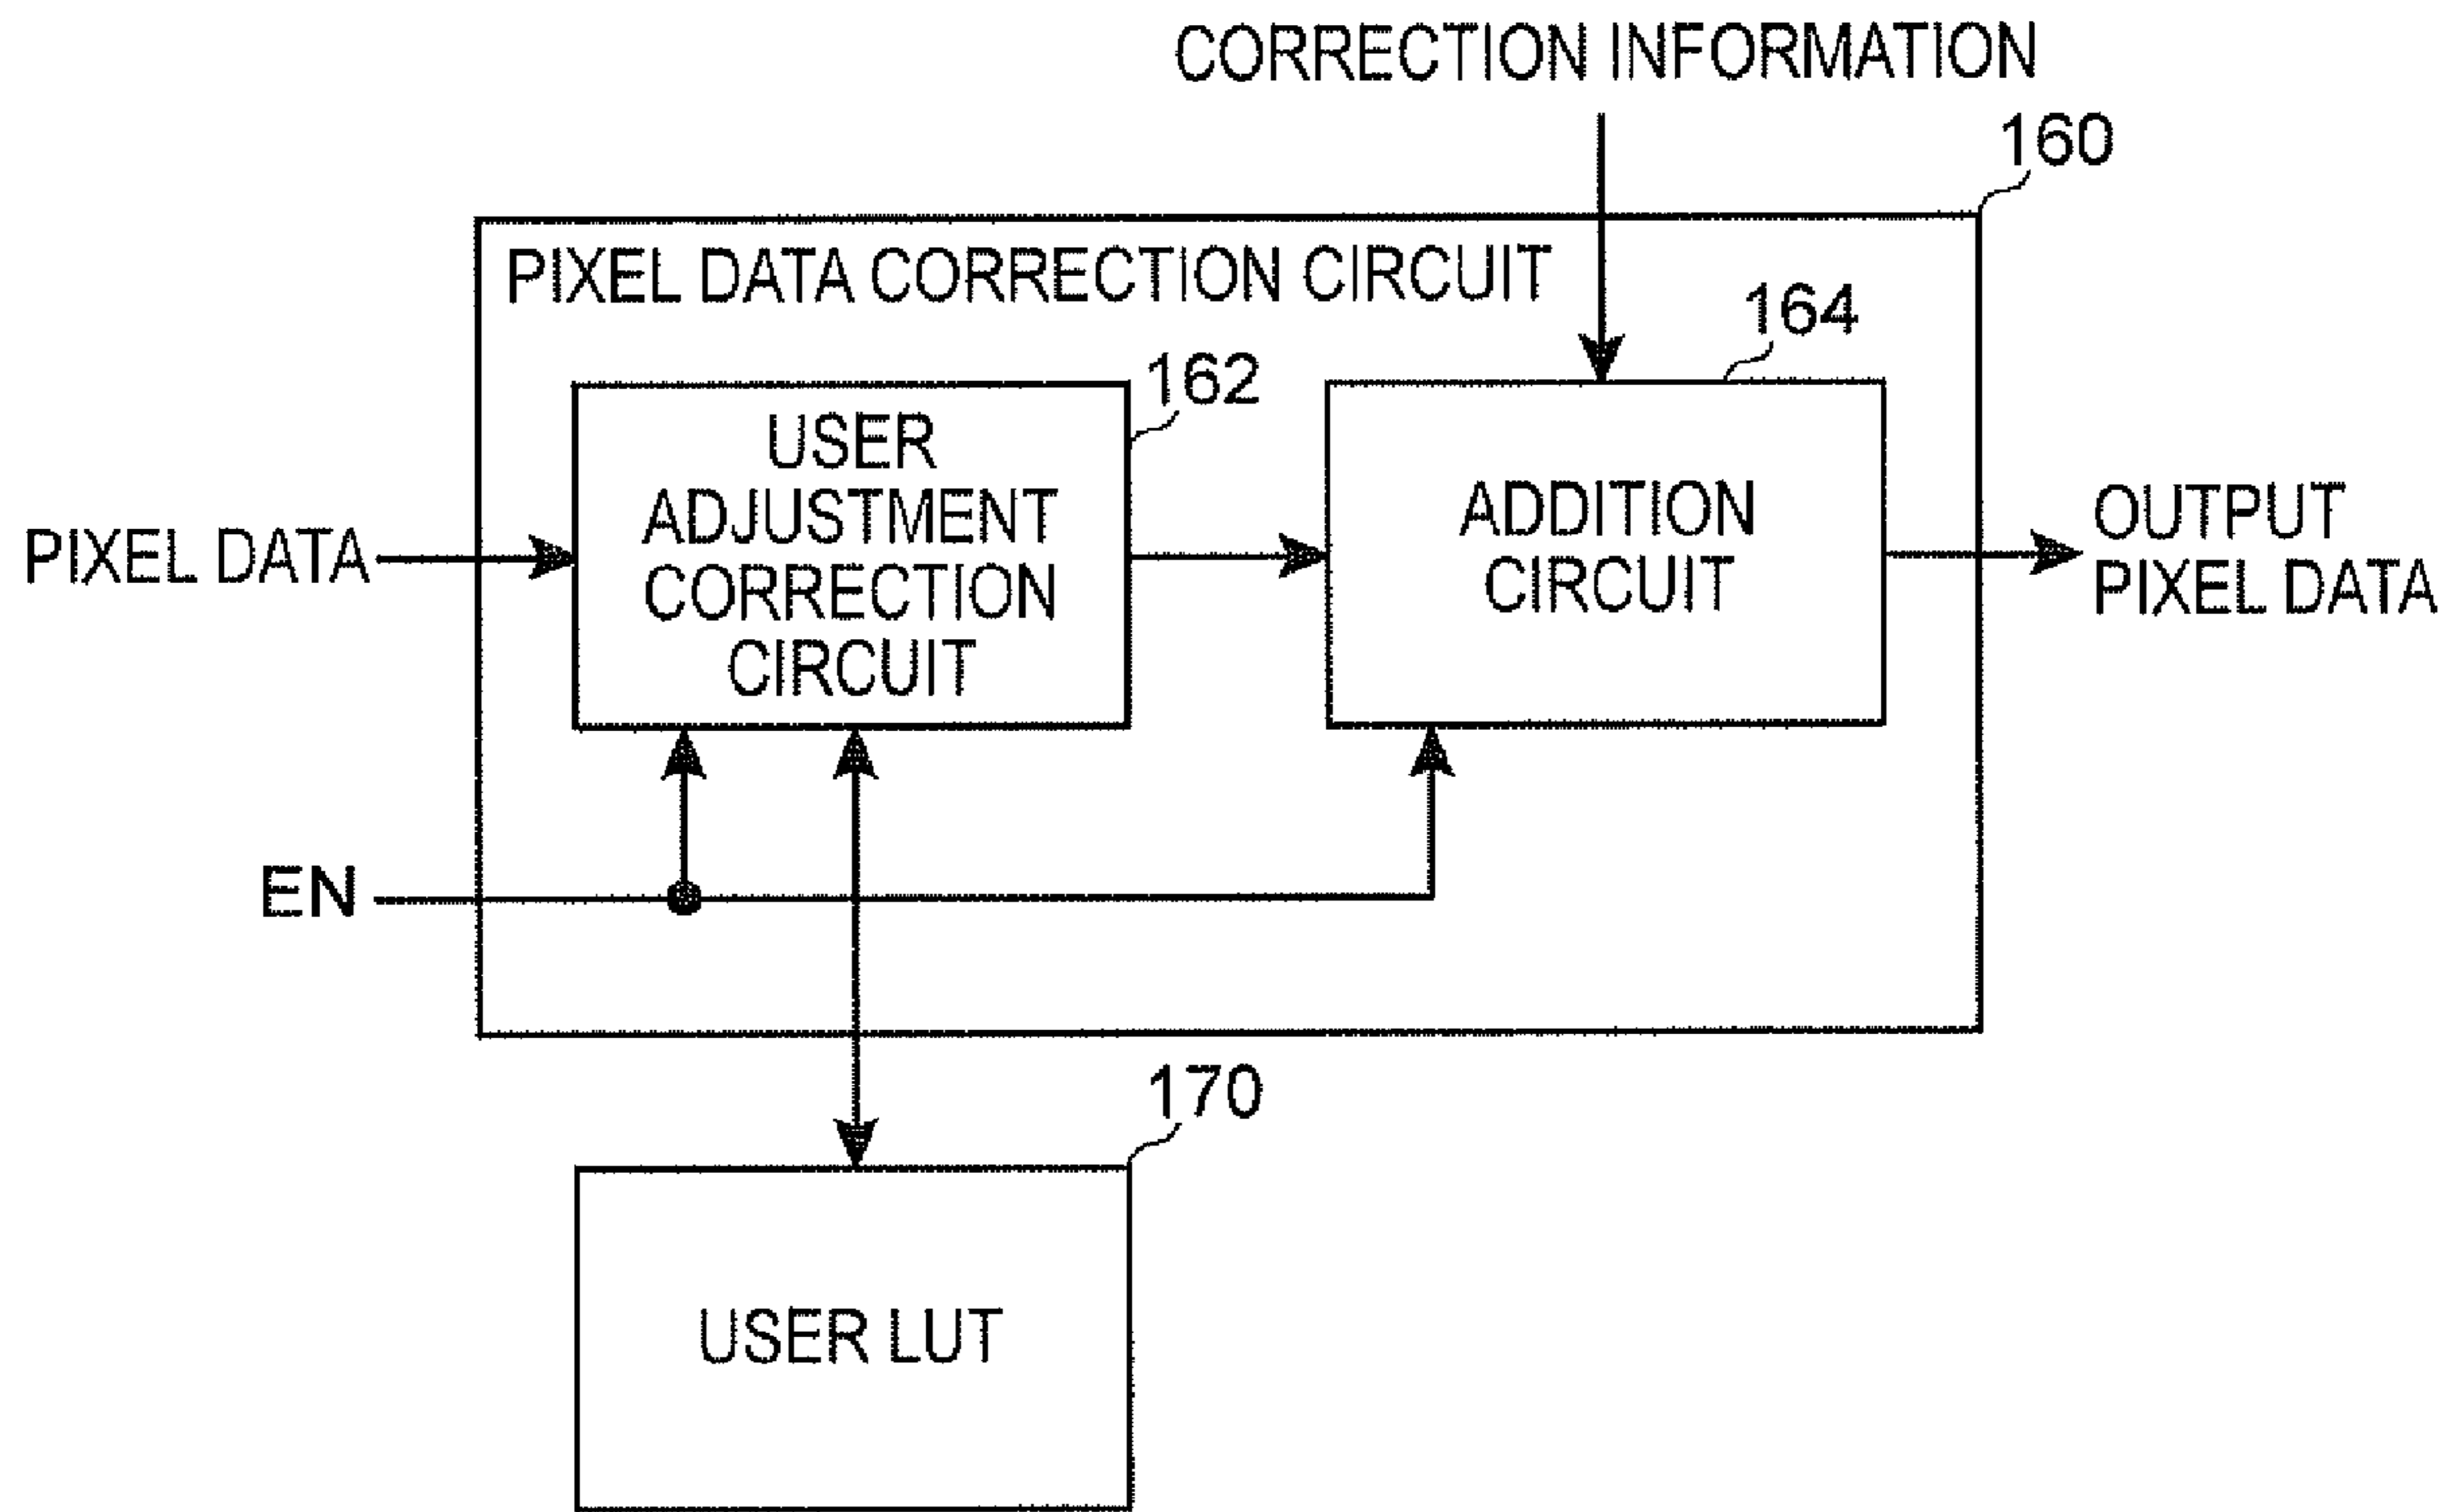 CORRECTION INFORMATION
160
PIXEL DATA CORRECTION CIRCUIT
164
162
USER
ADJUSTMENT
CORRECTION
CIRCUIT
ADDITION
CIRCUIT
PIXEL DATA
OUTPUT
PIXEL DATA
EN
170
USER LUT